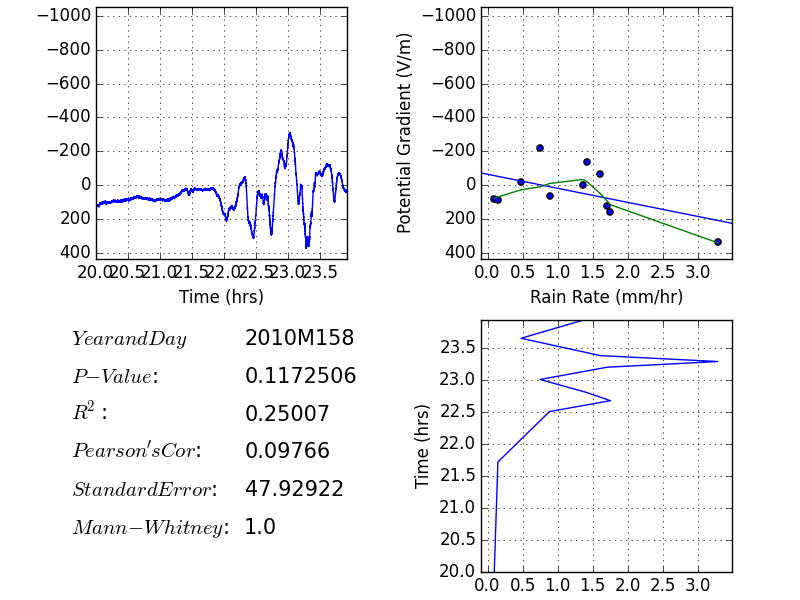 −1000
−800
−600
−400
−200
0
200
400
20.0 20.5 21.0 21.5 22.0 22.5 23.0 23.5
Time (hrs)
Potential Gradient (V/m)
−1000
−800
−600
−400
−200
0
200
400
0.0 0.5 1.0 1.5 2.0 2.5 3.0
Rain Rate (mm/hr)
YearandDay 2010M158
P−Value: 0.1172506
R²: 0.25007
Pearson'sCor: 0.09766
StandardError: 47.92922
Mann−Whitney: 1.0
Time (hrs)
23.5
23.0
22.5
22.0
21.5
21.0
20.5
20.0
0.0 0.5 1.0 1.5 2.0 2.5 3.0